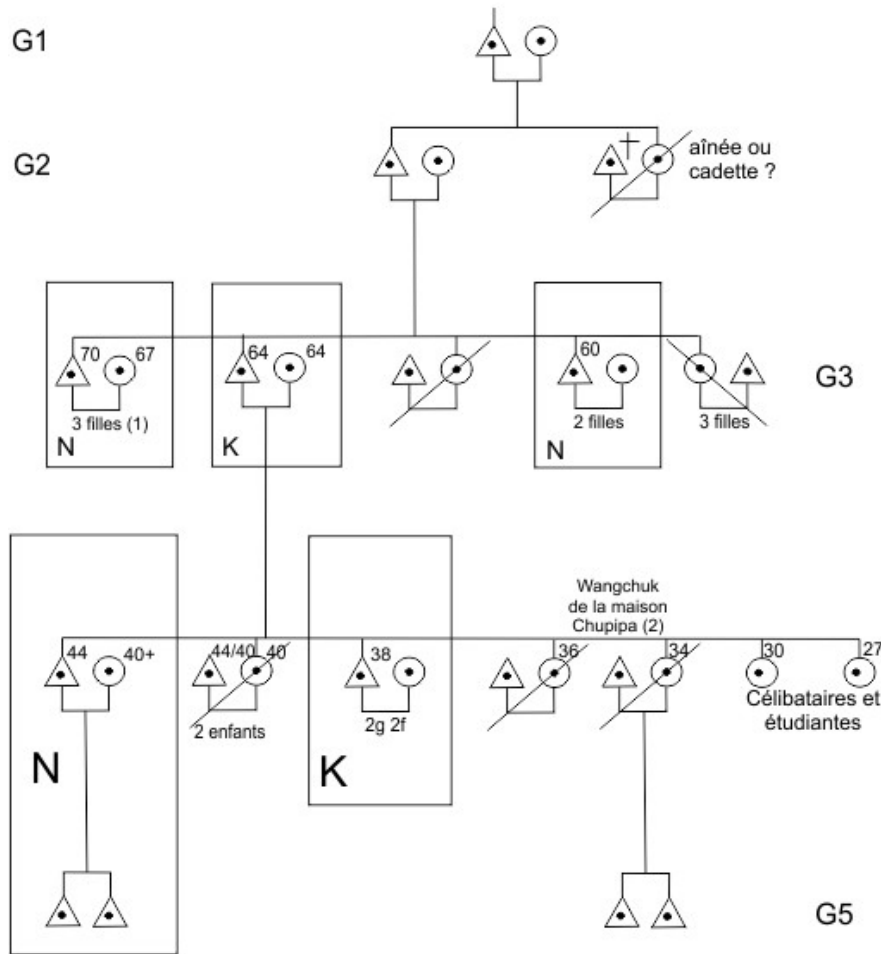 G1
G2
aînée ou
cadette ?
70
67
64
64
60
G3
3 filles (1)
2 filles
3 filles
N
K
N
Wangchuk
de la maison
Chupipa (2)
44
40+
44/40
40
38
36
34
30
27
2 enfants
2g 2f
Célibataires et
étudiantes
N
K
G5